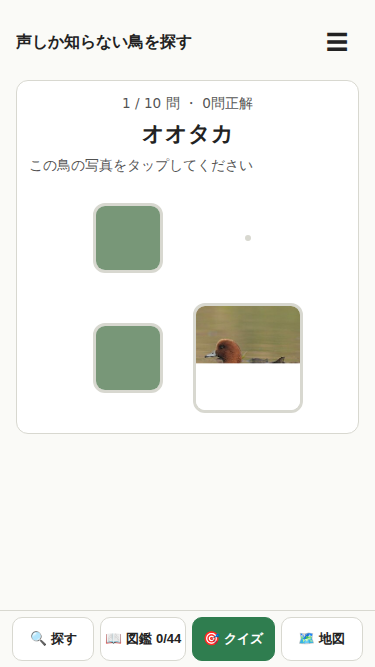 声しか知らない鳥を探す
1 / 10 問 ・ 0問正解
オオタカ
この鳥の写真をタップしてください
探す
図鑑 0/44
クイズ
地図